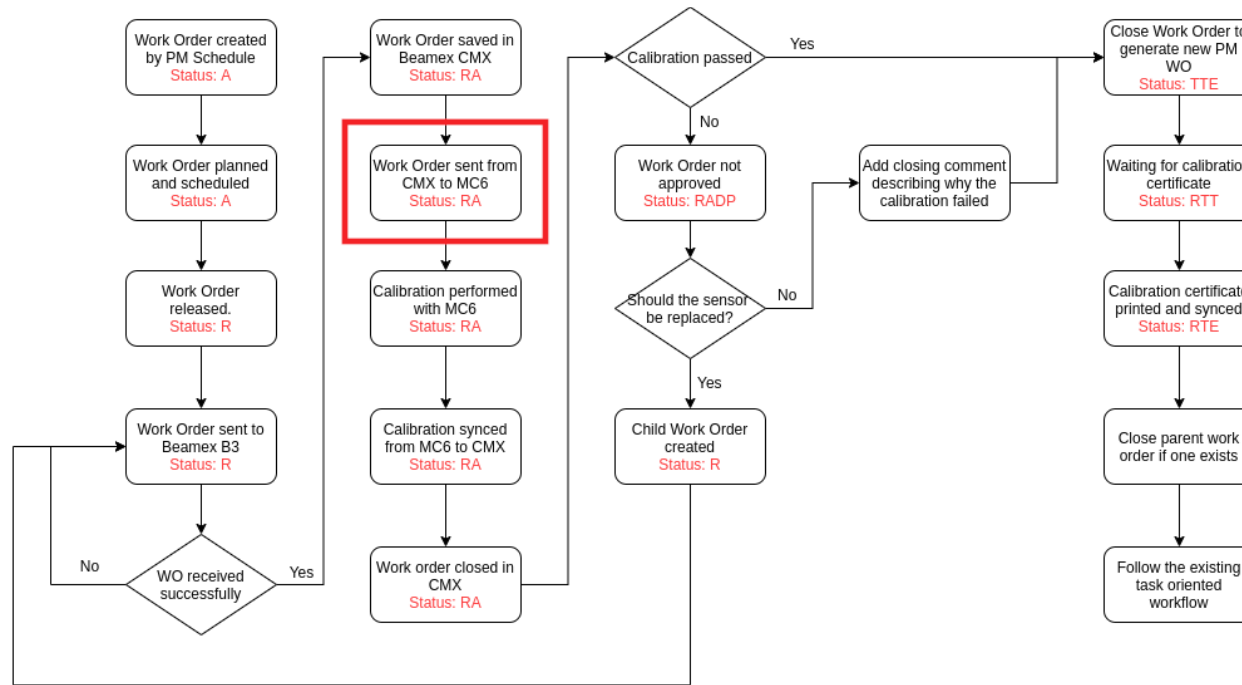 Work Order created
by PM Schedule
Status: A
Work Order planned
and scheduled
Status: A
Work Order
released.
Status: R
Work Order sent to
Beamex B3
Status: R
WO received
successfully
No
Yes
Work Order saved in
Beamex CMX
Status: RA
Work Order sent from
CMX to MC6
Status: RA
Calibration performed
with MC6
Status: RA
Calibration synced
from MC6 to CMX
Status: RA
Work order closed in
CMX
Status: RA
Calibration passed
Yes
No
Work Order not
approved
Status: RADP
Should the sensor
be replaced?
No
Yes
Child Work Order
created
Status: R
Add closing comment
describing why the
calibration failed
Close Work Order to
generate new PM
WO
Status: TTE
Waiting for calibration
certificate
Status: RTT
Calibration certificate
printed and synced
Status: RTE
Close parent work
order if one exists
Follow the existing
task oriented
workflow